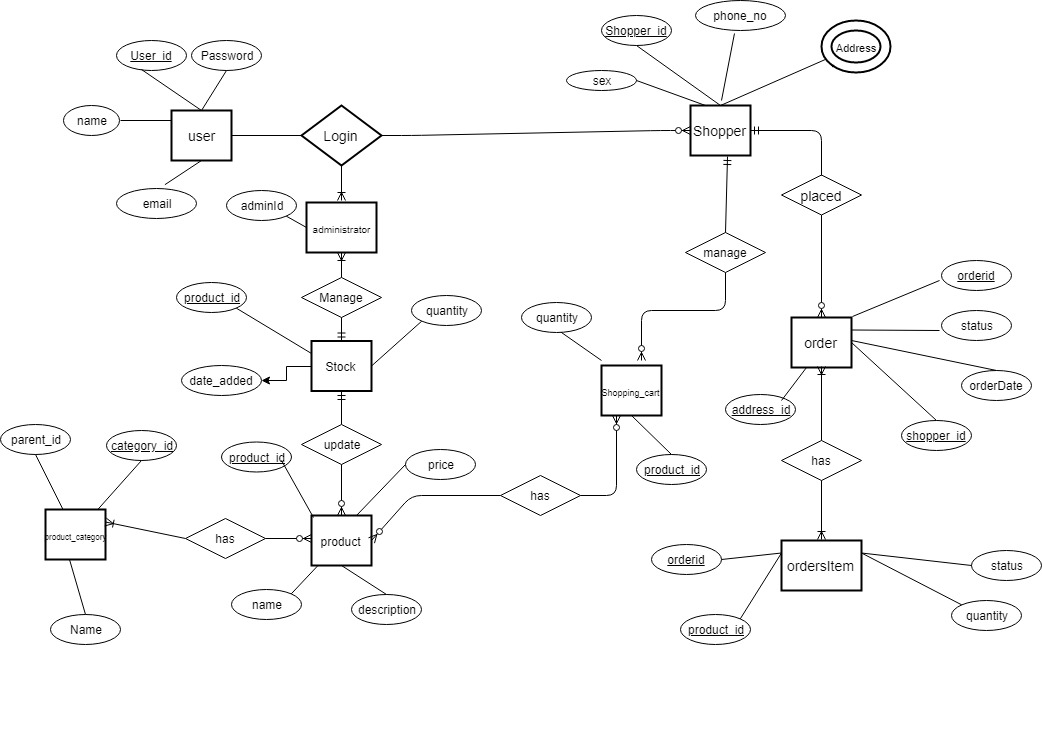 phone_no
Shopper_id
Address
User_id
Password
sex
name
user
Login
Shopper
email
adminId
administrator
placed
manage
product_id
Manage
quantity
orderid
quantity
status
order
Stock
date_added
orderDate
Shopping_cart
address_id
shopper_id
parent_id
category_id
update
product_id
price
has
product_id
has
product_category
has
product
orderid
ordersItem
status
name
description
quantity
Name
product_id